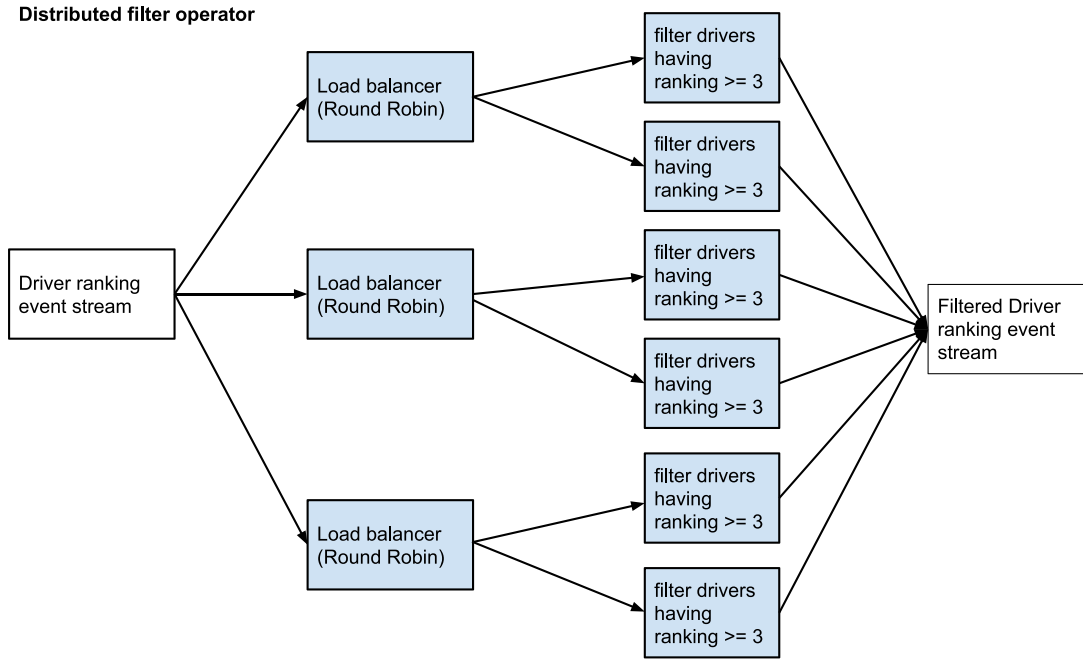 Distributed filter operator
Driver ranking
event stream
Load balancer
(Round Robin)
Load balancer
(Round Robin)
Load balancer
(Round Robin)
filter drivers
having
ranking >= 3
filter drivers
having
ranking >= 3
filter drivers
having
ranking >= 3
filter drivers
having
ranking >= 3
filter drivers
having
ranking >= 3
filter drivers
having
ranking >= 3
Filtered Driver
ranking event
stream